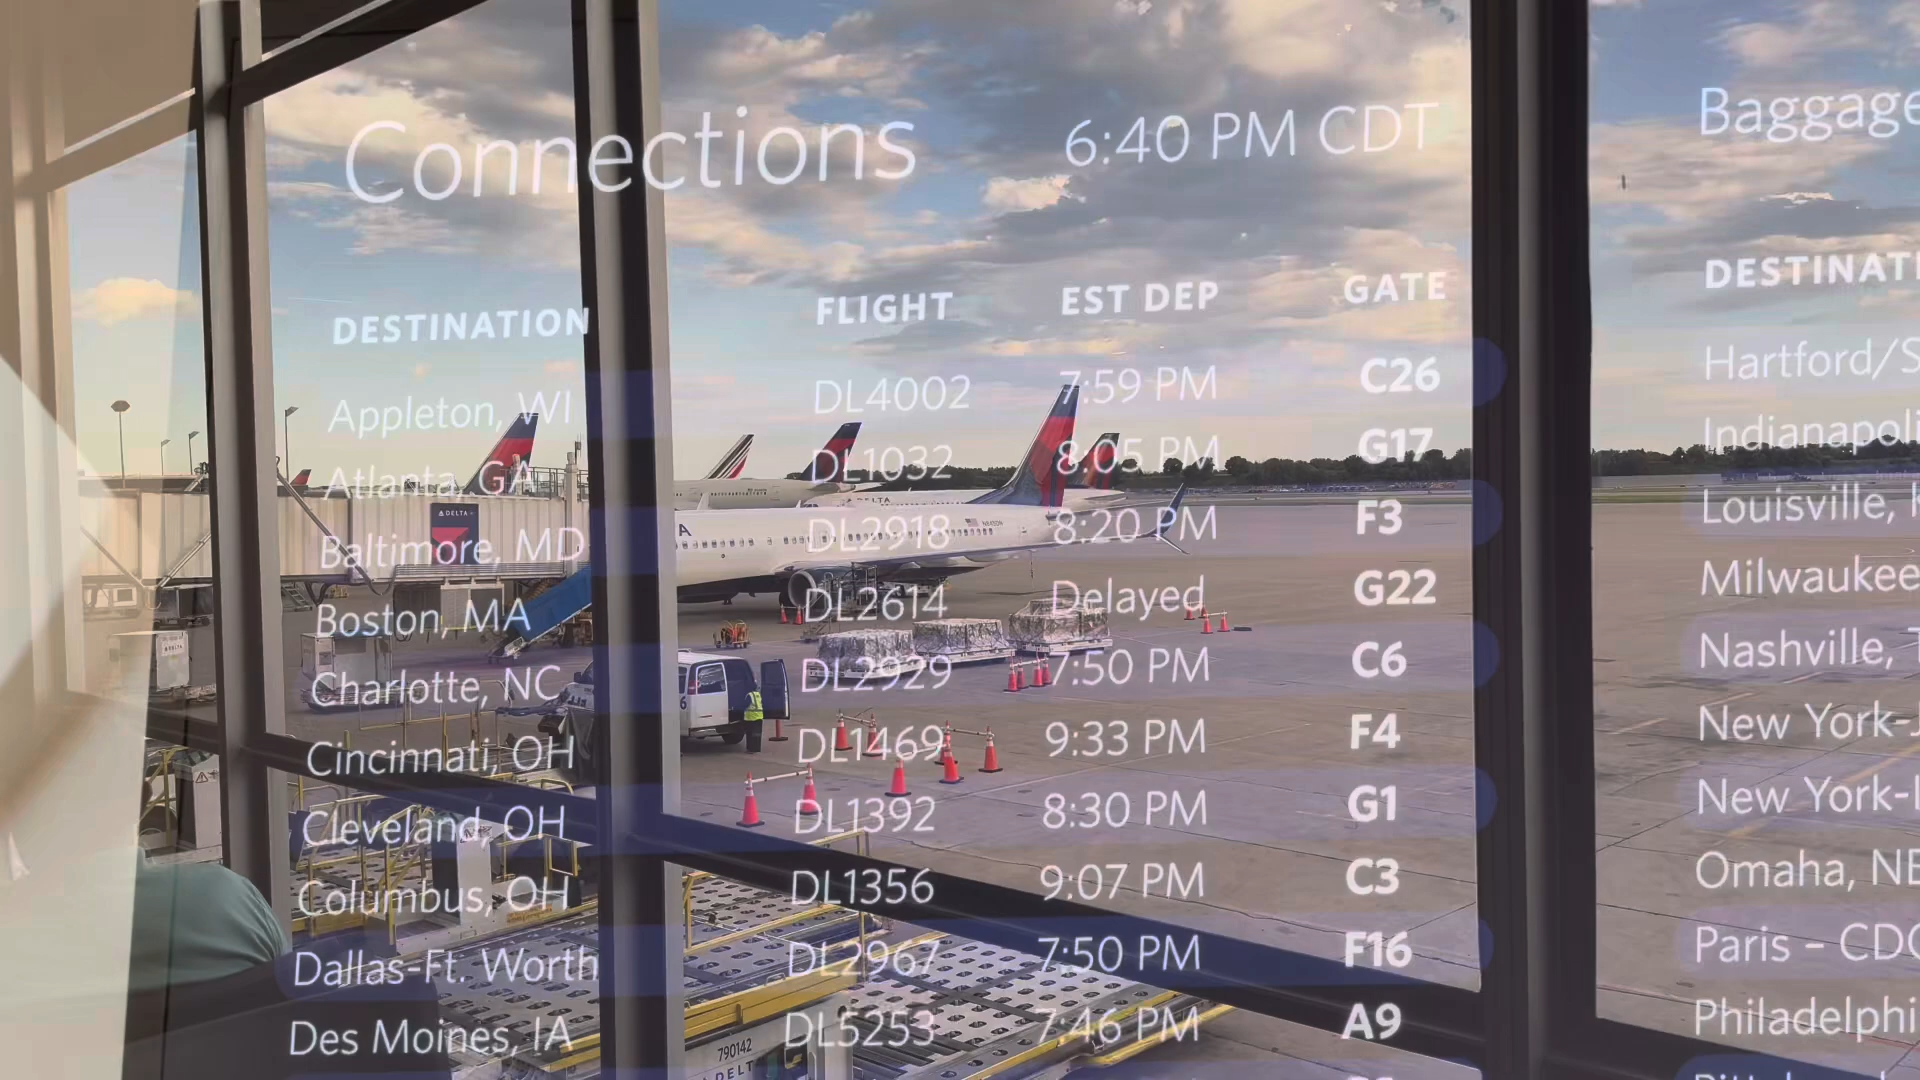 Connections 6:40 PM CDT
DESTINATION FLIGHT EST DEP GATE
Appleton, WI DL4002 7:59 PM C26
Atlanta, GA DL1032 8:05 PM G17
Baltimore, MD DL2918 8:20 PM F3
Boston, MA DL2614 Delayed G22
Charlotte, NC DL2929 7:50 PM C6
Cincinnati, OH DL1469 9:33 PM F4
Cleveland, OH DL1392 8:30 PM G1
Columbus, OH DL1356 9:07 PM C3
Dallas-Ft. Worth DL2967 7:50 PM F16
Des Moines, IA DL5253 7:46 PM A9
Baggage
DESTINATI
Hartford/S
Indianapoli
Louisville,
Milwaukee
Nashville,
New York-
New York-
Omaha, NE
Paris – CDG
Philadelphi
DELTA
DELTA
A
790142
DELT